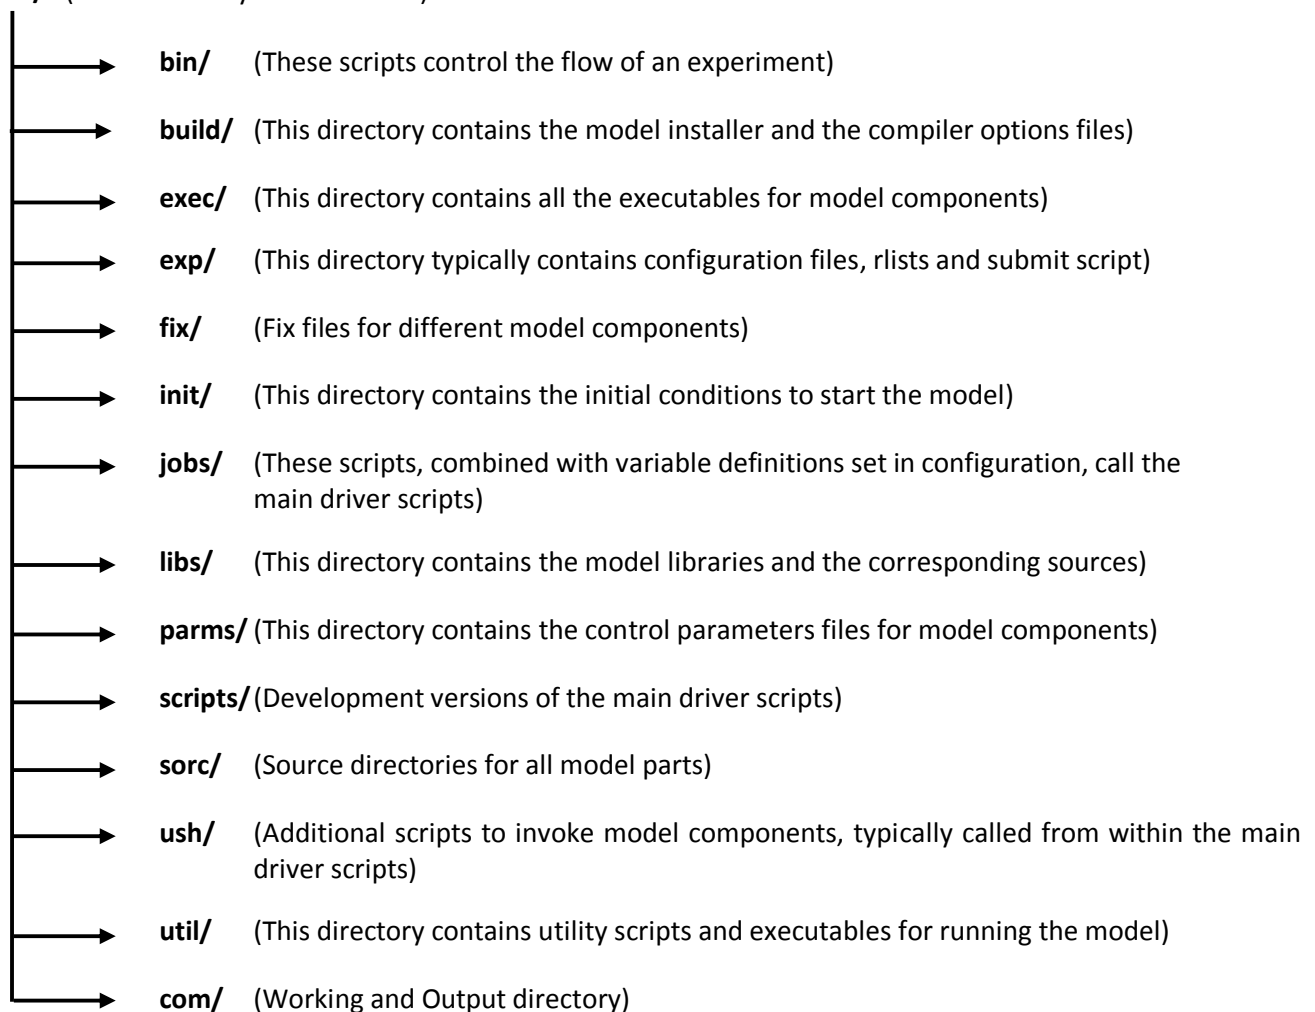 bin/ (These scripts control the flow of an experiment)
build/ (This directory contains the model installer and the compiler options files)
exec/ (This directory contains all the executables for model components)
exp/ (This directory typically contains configuration files, rlists and submit script)
fix/ (Fix files for different model components)
init/ (This directory contains the initial conditions to start the model)
jobs/ (These scripts, combined with variable definitions set in configuration, call the
main driver scripts)
libs/ (This directory contains the model libraries and the corresponding sources)
parms/ (This directory contains the control parameters files for model components)
scripts/ (Development versions of the main driver scripts)
sorc/ (Source directories for all model parts)
ush/ (Additional scripts to invoke model components, typically called from within the main
driver scripts)
util/ (This directory contains utility scripts and executables for running the model)
com/ (Working and Output directory)